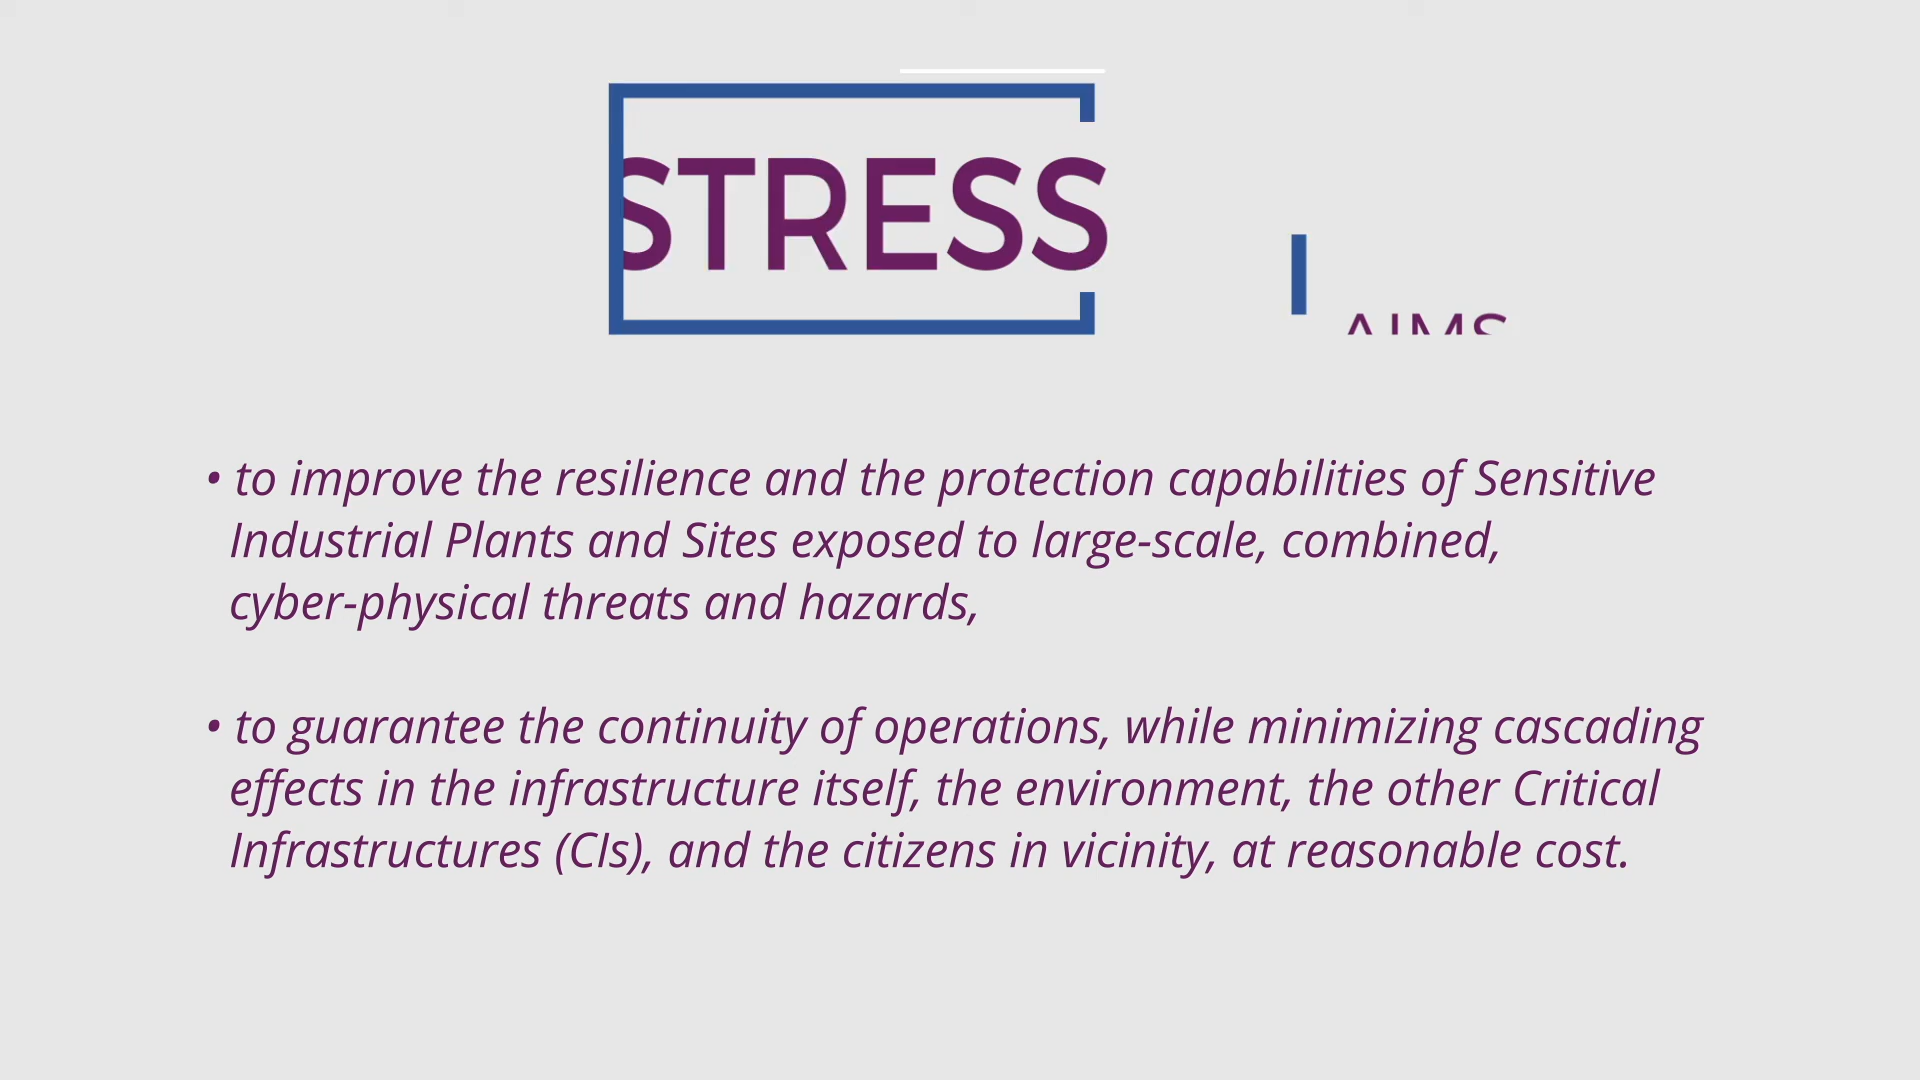 STRESS
AIMS
• to improve the resilience and the protection capabilities of Sensitive
Industrial Plants and Sites exposed to large-scale, combined,
cyber-physical threats and hazards,
• to guarantee the continuity of operations, while minimizing cascading
effects in the infrastructure itself, the environment, the other Critical
Infrastructures (CIs), and the citizens in vicinity, at reasonable cost.